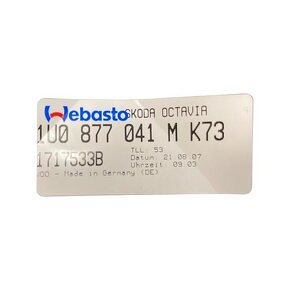 Webasto SKODA OCTAVIA
1U0 877 041 M K73
1717533B
TLL: 53
Datum: 21.08.07
Uhrzeit: 09:03
- Made in Germany
(DE)